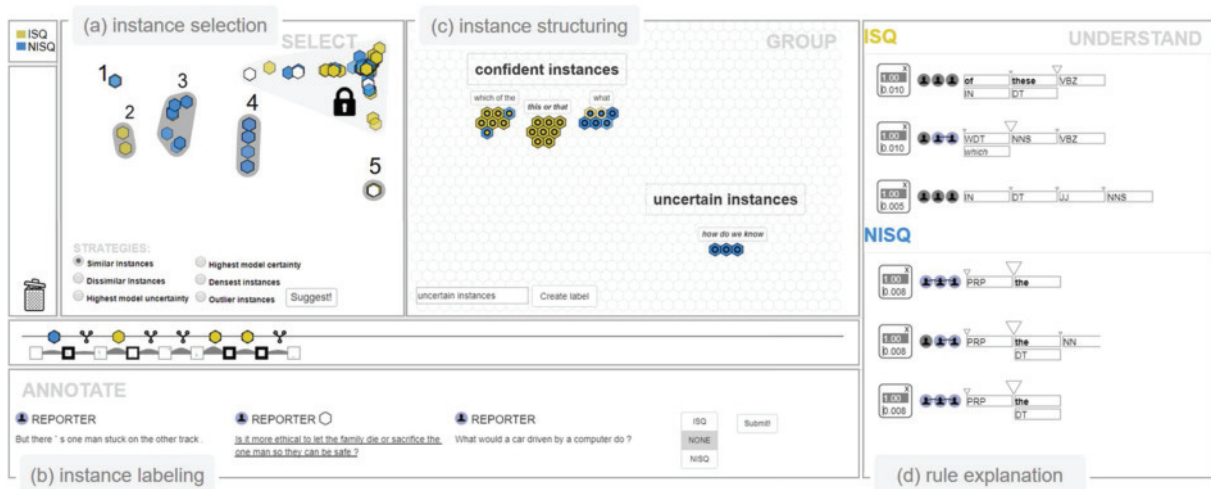 ISQ
NISQ
(a) instance selection
SELECT
1
2
3
4
5
STRATEGIES:
Similar instances
Dissimilar Instances
Highest model uncertainty
Highest model certainty
Densest instances
Outlier instances
Suggest!
(c) instance structuring
GROUP
confident instances
which of the
this or that
what
uncertain instances
how do we know
uncertain instances
Create label
ANNOTATE
REPORTER
But there ' s one man stuck on the other track .
REPORTER
Is it more ethical to let the family die or sacrifice the
one man so they can be safe ?
REPORTER
What would a car driven by a computer do ?
ISQ
NONE
NISQ
Submit!
(b) instance labeling
ISQ
UNDERSTAND
x
1.00
0.010
of these VBZ
IN DT
x
1.00
0.010
WDT NNS VBZ
which
x
1.00
0.005
IN DT JJ NNS
NISQ
x
1.00
0.008
PRP the
x
1.00
0.008
PRP the NN
DT
x
1.00
0.008
PRP the
DT
(d) rule explanation